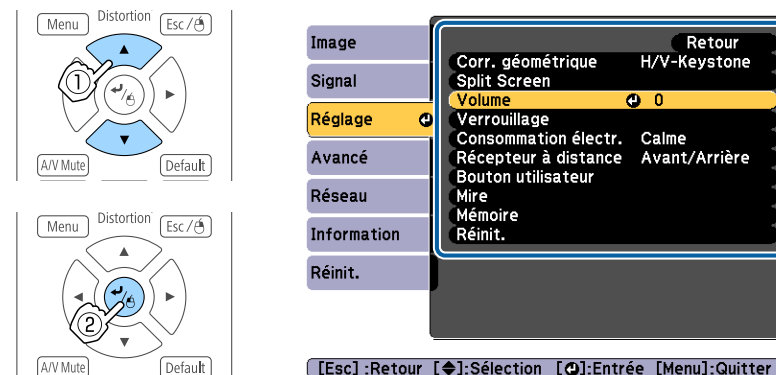 Menu Distortion Esc/
1
A/V Mute Default
Menu Distortion Esc/
2
A/V Mute Default
Image
Signal
Réglage
Avancé
Réseau
Information
Réinit.
Retour
Corr. géométrique H/V-Keystone
Split Screen
Volume 0
Verrouillage
Consommation électr. Calme
Récepteur à distance Avant/Arrière
Bouton utilisateur
Mire
Mémoire
Réinit.
[Esc] :Retour [◆]:Sélection [⏎]:Entrée [Menu]:Quitter